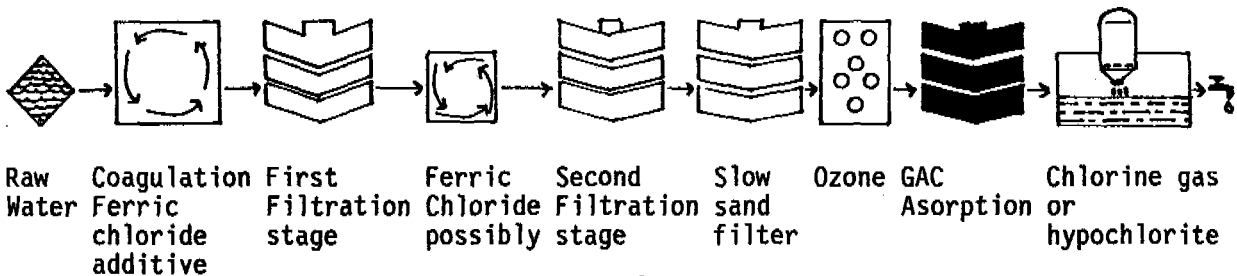 Raw Water
Coagulation Ferric chloride additive
First Filtration stage
Ferric Chloride possibly
Second Filtration stage
Slow sand filter
Ozone
GAC Asorption
Chlorine gas or hypochlorite